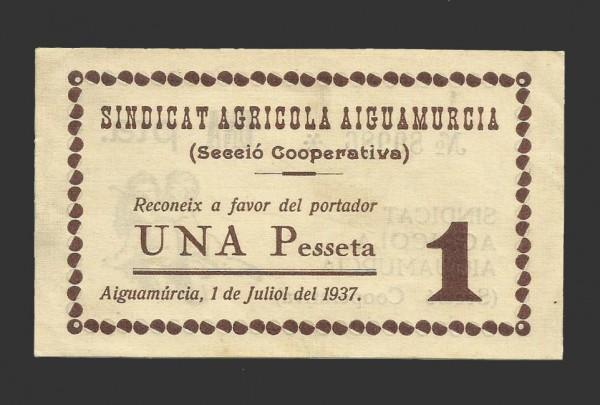 SINDICAT AGRICOLA AIGUAMURCIA
(Secció Cooperativa)
Reconeix a favor del portador
UNA Pesseta
1
Aiguamúrcia, 1 de Juliol del 1937.